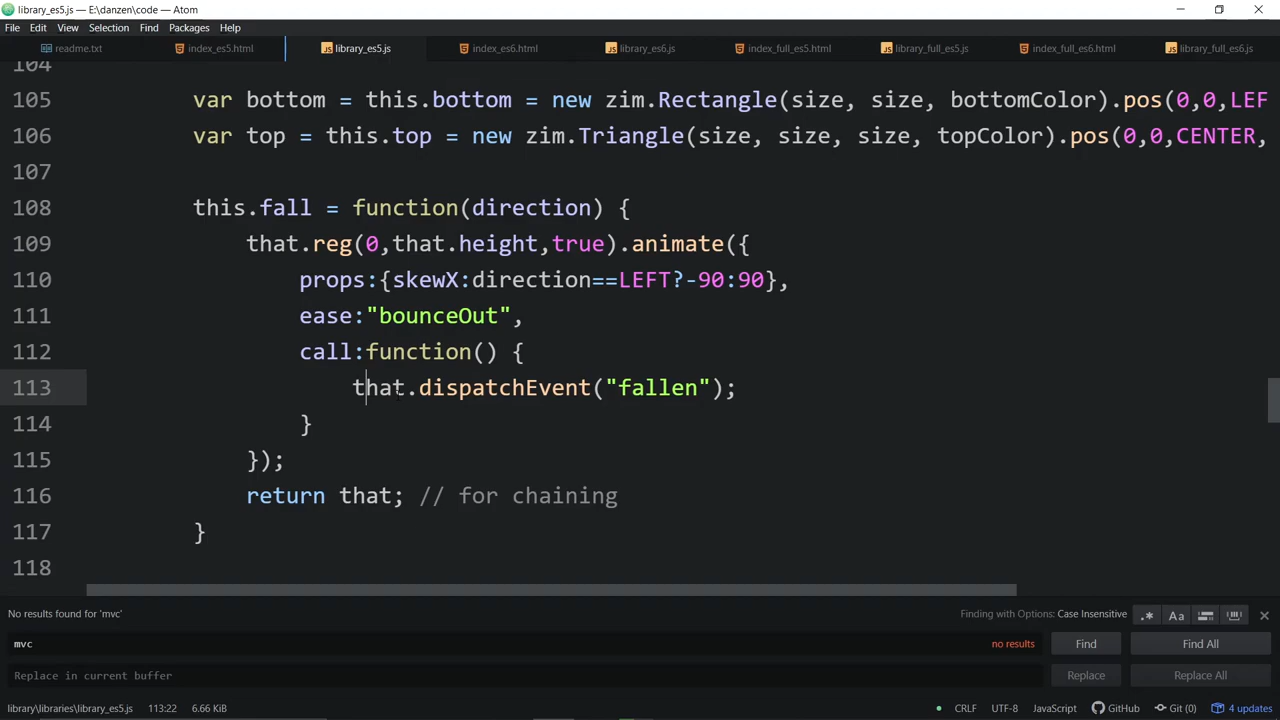 library_es5.js — E:\danzen\code — Atom
File Edit View Selection Find Packages Help
readme.txt index_es5.html library_es5.js index_es6.html library_es6.js index_full_es5.html library_full_es5.js index_full_es6.html library_full_es6.js
104
105 var bottom = this.bottom = new zim.Rectangle(size, size, bottomColor).pos(0,0,LEF
106 var top = this.top = new zim.Triangle(size, size, size, topColor).pos(0,0,CENTER,
107
108 this.fall = function(direction) {
109 that.reg(0,that.height,true).animate({
110 props:{skewX:direction==LEFT?-90:90},
111 ease:"bounceOut",
112 call:function() {
113 that.dispatchEvent("fallen");
114 }
115 });
116 return that; // for chaining
117 }
118
No results found for 'mvc' Finding with Options: Case Insensitive .* Aa
mvc no results Find Find All
Replace in current buffer Replace Replace All
library\libraries\library_es5.js 113:22 6.66 KiB CRLF UTF-8 JavaScript GitHub Git (0) 4 updates